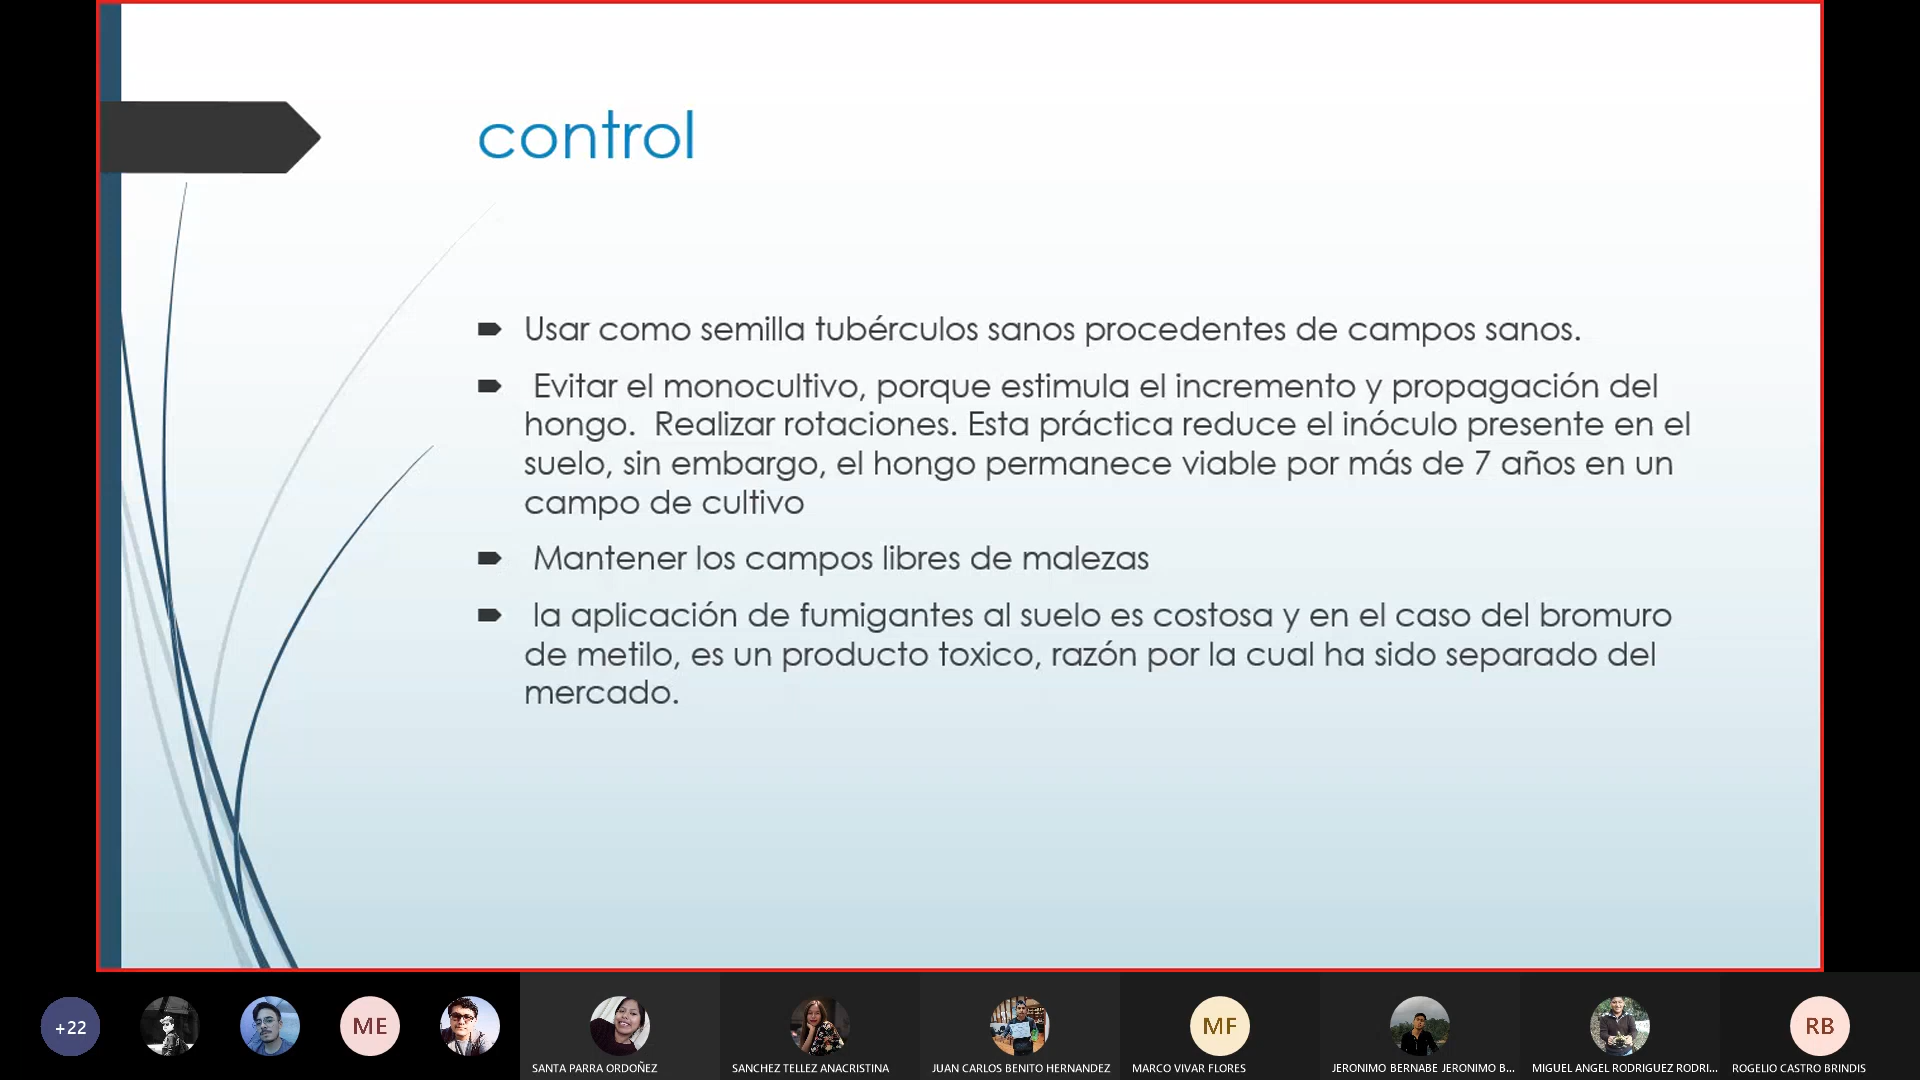 control
Usar como semilla tubérculos sanos procedentes de campos sanos.
Evitar el monocultivo, porque estimula el incremento y propagación del
hongo. Realizar rotaciones. Esta práctica reduce el inóculo presente en el
suelo, sin embargo, el hongo permanece viable por más de 7 años en un
campo de cultivo
Mantener los campos libres de malezas
la aplicación de fumigantes al suelo es costosa y en el caso del bromuro
de metilo, es un producto toxico, razón por la cual ha sido separado del
mercado.
+22
ME
MF
RB
SANTA PARRA ORDOÑEZ
SANCHEZ TELLEZ ANACRISTINA
JUAN CARLOS BENITO HERNANDEZ
MARCO VIVAR FLORES
JERONIMO BERNABE JERONIMO B...
MIGUEL ANGEL RODRIGUEZ RODRI...
ROGELIO CASTRO BRINDIS